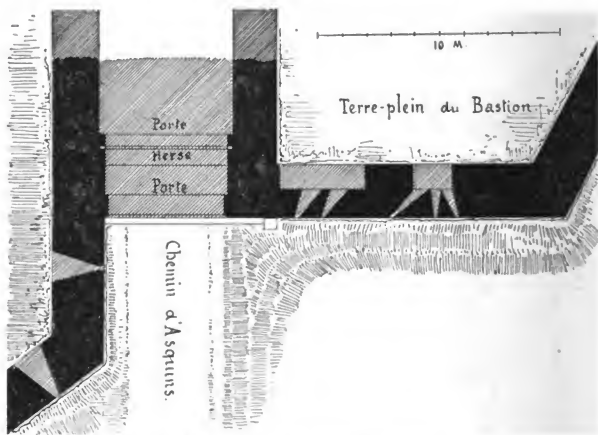 10 M.
Terre-plein du Bastion
Porte
Herse
Porte
Chemin d'Asquins.